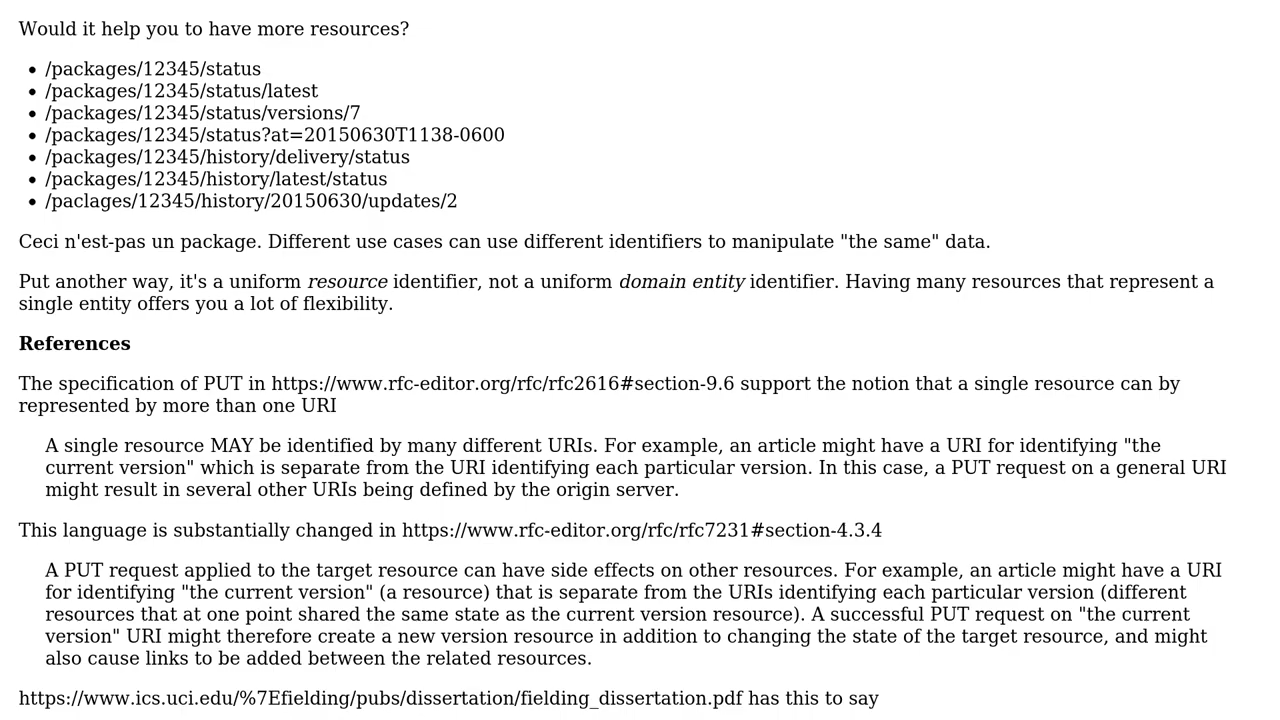 Would it help you to have more resources?
• /packages/12345/status
• /packages/12345/status/latest
• /packages/12345/status/versions/7
• /packages/12345/status?at=20150630T1138-0600
• /packages/12345/history/delivery/status
• /packages/12345/history/latest/status
• /paclages/12345/history/20150630/updates/2
Ceci n'est-pas un package. Different use cases can use different identifiers to manipulate "the same" data.
Put another way, it's a uniform resource identifier, not a uniform domain entity identifier. Having many resources that represent a
single entity offers you a lot of flexibility.
References
The specification of PUT in https://www.rfc-editor.org/rfc/rfc2616#section-9.6 support the notion that a single resource can by
represented by more than one URI
A single resource MAY be identified by many different URIs. For example, an article might have a URI for identifying "the
current version" which is separate from the URI identifying each particular version. In this case, a PUT request on a general URI
might result in several other URIs being defined by the origin server.
This language is substantially changed in https://www.rfc-editor.org/rfc/rfc7231#section-4.3.4
A PUT request applied to the target resource can have side effects on other resources. For example, an article might have a URI
for identifying "the current version" (a resource) that is separate from the URIs identifying each particular version (different
resources that at one point shared the same state as the current version resource). A successful PUT request on "the current
version" URI might therefore create a new version resource in addition to changing the state of the target resource, and might
also cause links to be added between the related resources.
https://www.ics.uci.edu/%7Efielding/pubs/dissertation/fielding_dissertation.pdf has this to say